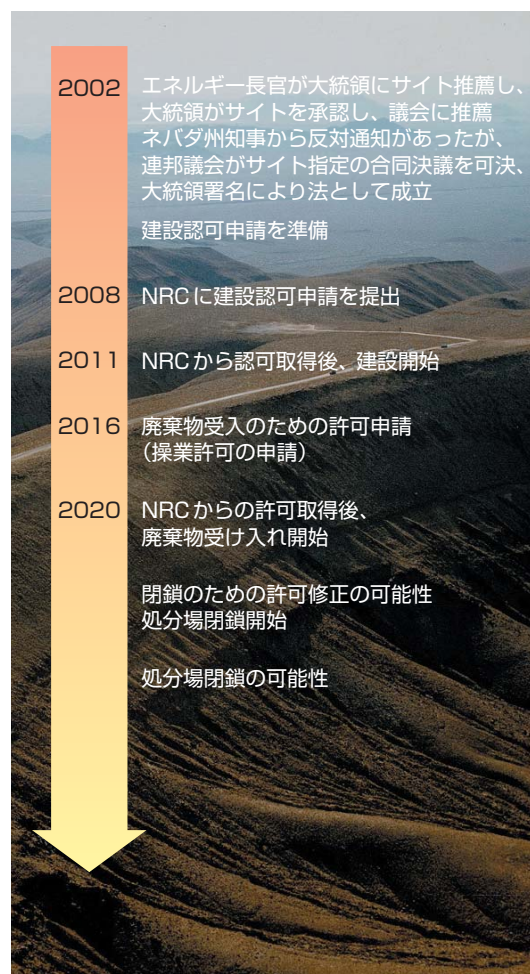 2002 エネルギー長官が大統領にサイト推薦し、
大統領がサイトを承認し、議会に推薦
ネバダ州知事から反対通知があったが、
連邦議会がサイト指定の合同決議を可決、
大統領署名により法として成立
建設認可申請を準備
2008 NRCに建設認可申請を提出
2011 NRCから認可取得後、建設開始
2016 廃棄物受入のための許可申請
（操業許可の申請）
2020 NRCからの許可取得後、
廃棄物受け入れ開始
閉鎖のための許可修正の可能性
処分場閉鎖開始
処分場閉鎖の可能性